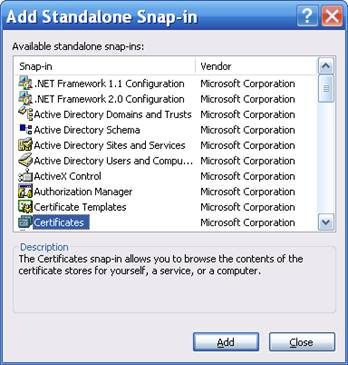 Add Standalone Snap-in
Available standalone snap-ins:
Snap-in Vendor
.NET Framework 1.1 Configuration Microsoft Corporation
.NET Framework 2.0 Configuration Microsoft Corporation
Active Directory Domains and Trusts Microsoft Corporation
Active Directory Schema Microsoft Corporation
Active Directory Sites and Services Microsoft Corporation
Active Directory Users and Compu... Microsoft Corporation
ActiveX Control Microsoft Corporation
Authorization Manager Microsoft Corporation
Certificate Templates Microsoft Corporation
Certificates Microsoft Corporation
Description
The Certificates snap-in allows you to browse the contents of the
certificate stores for yourself, a service, or a computer.
Add Close